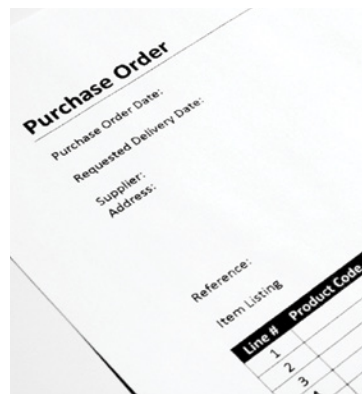 Purchase Order
Purchase Order Date:
Requested Delivery Date:
Supplier:
Address:
Reference:
Item Listing
Line # Product Code
1
2
3
4